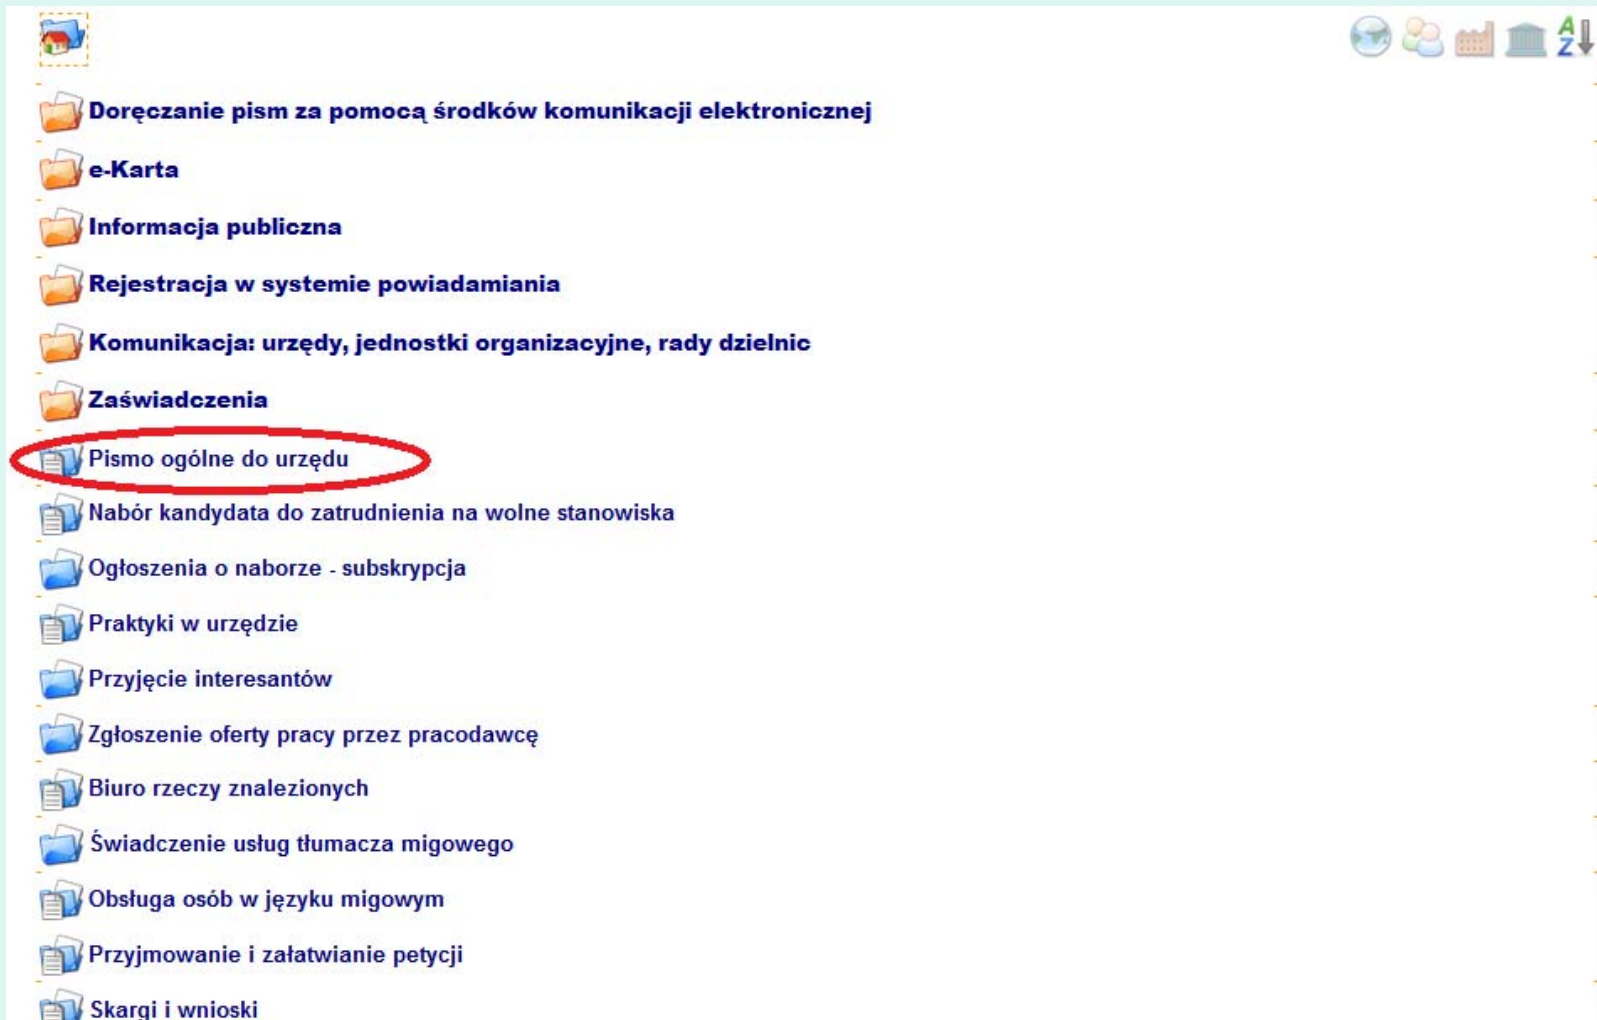 A
Z
Doręczanie pism za pomocą środków komunikacji elektronicznej
e-Karta
Informacja publiczna
Rejestracja w systemie powiadamiania
Komunikacja: urzędy, jednostki organizacyjne, rady dzielnic
Zaświadczenia
Pismo ogólne do urzędu
Nabór kandydata do zatrudnienia na wolne stanowiska
Ogłoszenia o naborze - subskrypcja
Praktyki w urzędzie
Przyjęcie interesantów
Zgłoszenie oferty pracy przez pracodawcę
Biuro rzeczy znalezionych
Świadczenie usług tłumacza migowego
Obsługa osób w języku migowym
Przyjmowanie i załatwianie petycji
Skargi i wnioski